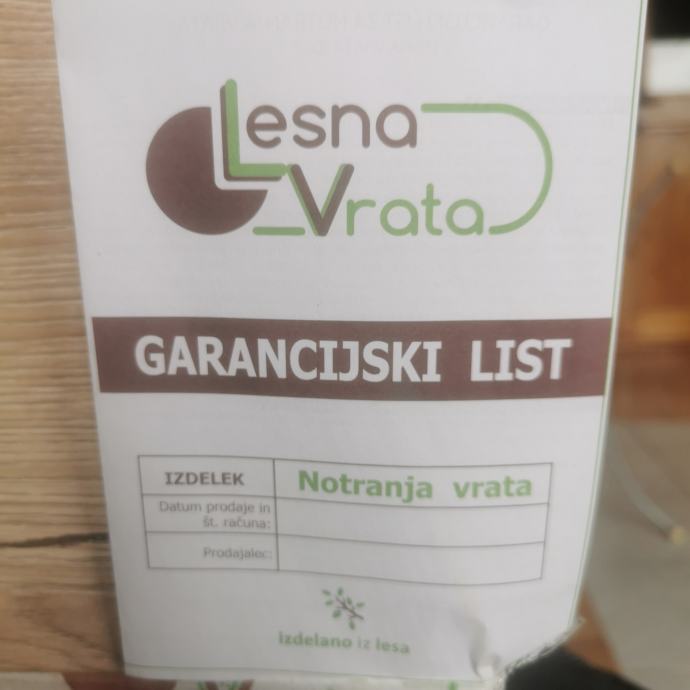 Lesna
Vrata
GARANCIJSKI LIST
IZDELEK
Notranja vrata
Datum prodaje in
št. računa:
Prodajalec:
izdelano iz lesa